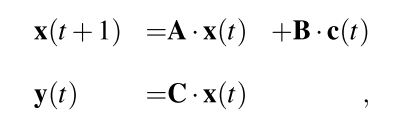 x(t + 1) =A · x(t) +B · c(t)
y(t) =C · x(t) ,